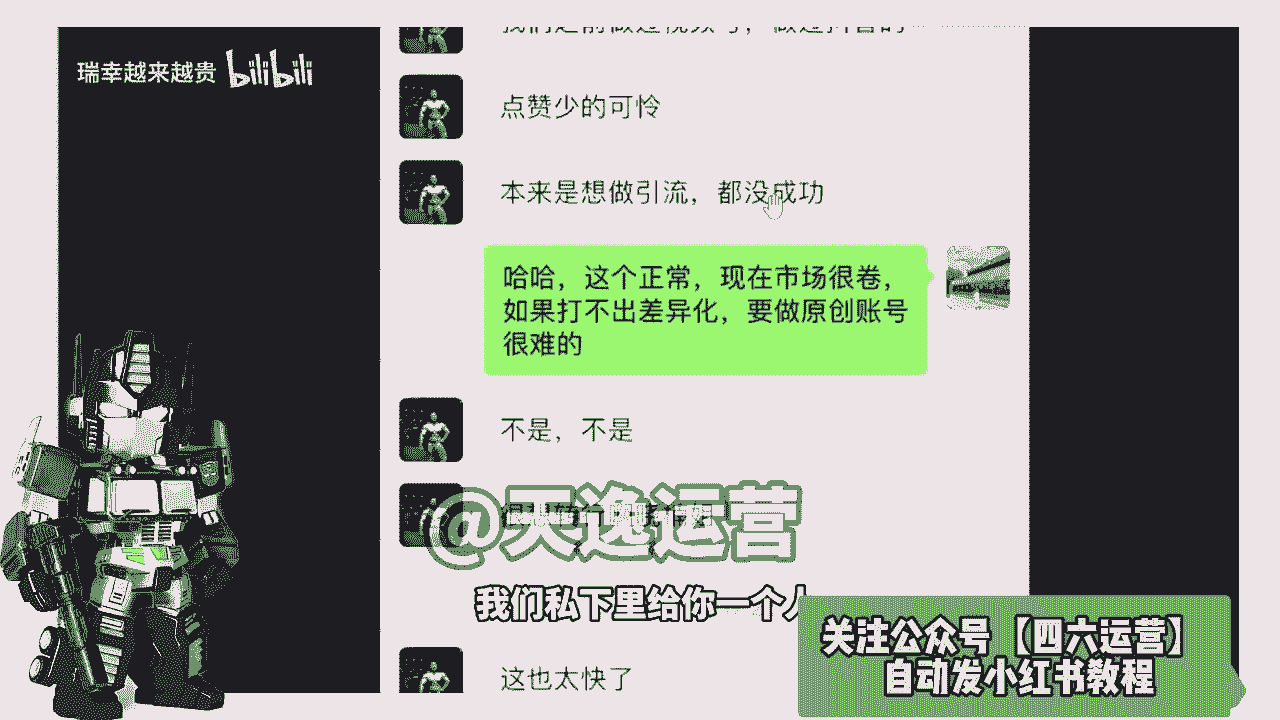 瑞幸越来越贵 bilibili
点赞少的可怜
本来是想做引流，都没成功
哈哈，这个正常，现在市场很卷，
如果打不出差异化，要做原创账号
很难的
不是，不是
@天逸运营
我们私下里给你一个人
这也太快了
关注公众号【四六运营】
自动发小红书教程